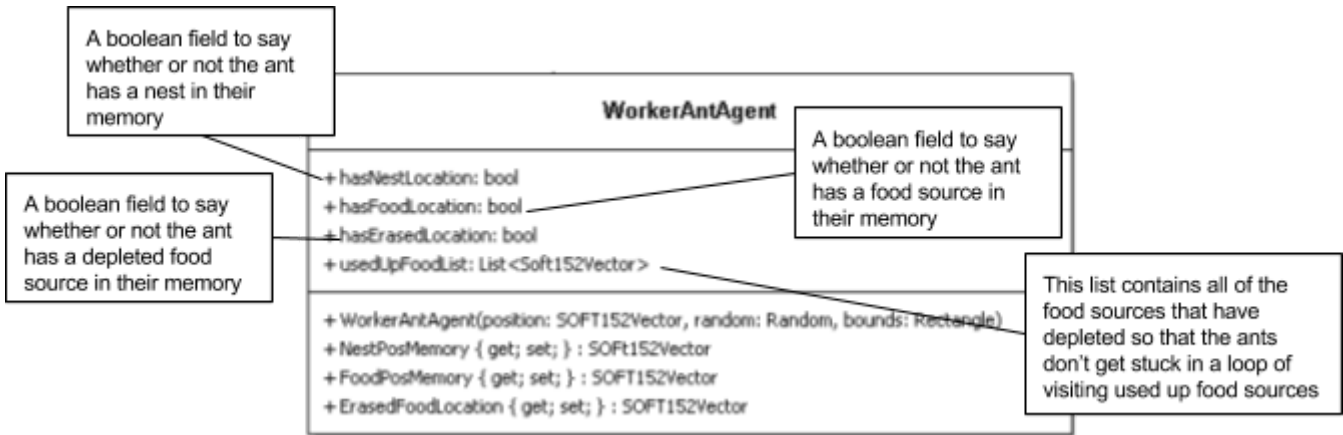 A boolean field to say
whether or not the ant
has a nest in their
memory
WorkerAntAgent
A boolean field to say
whether or not the ant
has a food source in
their memory
+ hasNestLocation: bool
+ hasFoodLocation: bool
+ hasErasedLocation: bool
+ usedUpFoodList: List<Soft152Vector>
A boolean field to say
whether or not the ant
has a depleted food
source in their memory
This list contains all of the
food sources that have
depleted so that the ants
don't get stuck in a loop of
visiting used up food sources
+ WorkerAntAgent(position: SOFT152Vector, random: Random, bounds: Rectangle)
+ NestPosMemory { get; set; } : SOFt152Vector
+ FoodPosMemory { get; set; } : SOFT152Vector
+ ErasedFoodLocation { get; set; } : SOFT152Vector